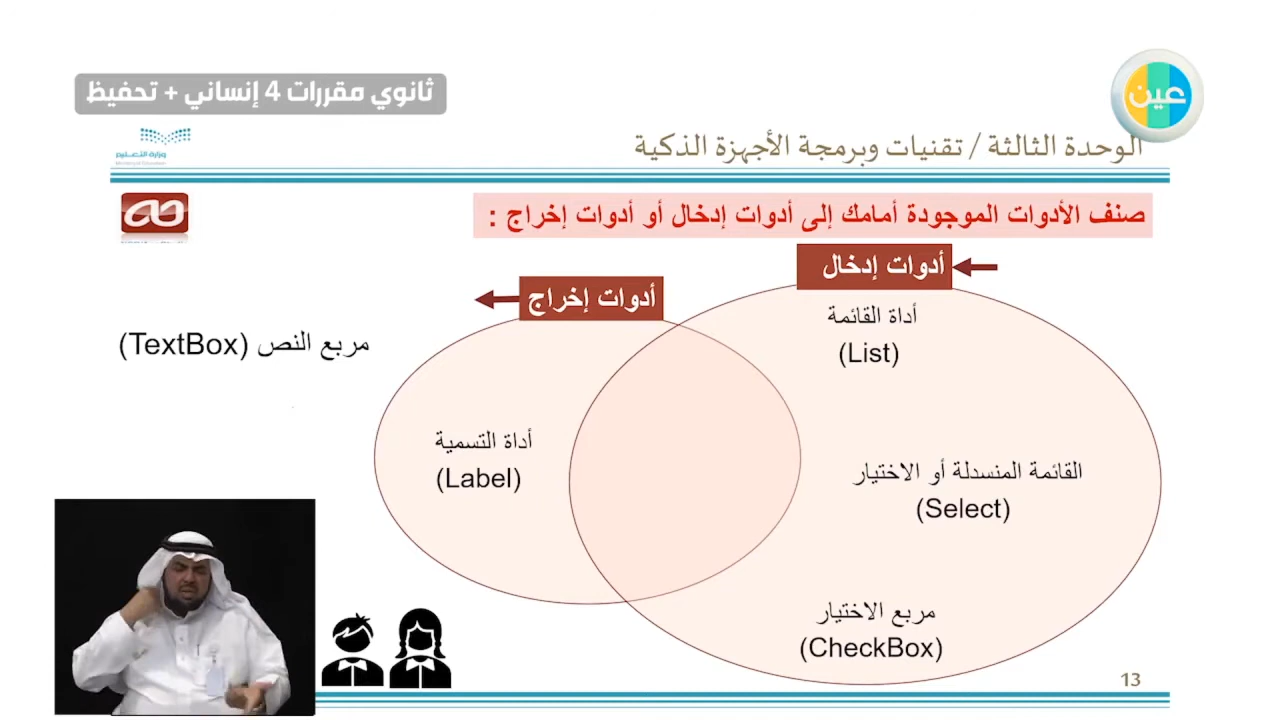 ثانوي مقررات 4 إنساني + تحفيظ
عين
وزارة التعليم
الوحدة الثالثة / تقنيات وبرمجة الأجهزة الذكية
صنف الأدوات الموجودة أمامك إلى أدوات إدخال أو أدوات إخراج :
أدوات إدخال
أدوات إخراج
أداة القائمة
(List)
مربع النص (TextBox)
أداة التسمية
(Label)
القائمة المنسدلة أو الاختيار
(Select)
مربع الاختيار
(CheckBox)
13